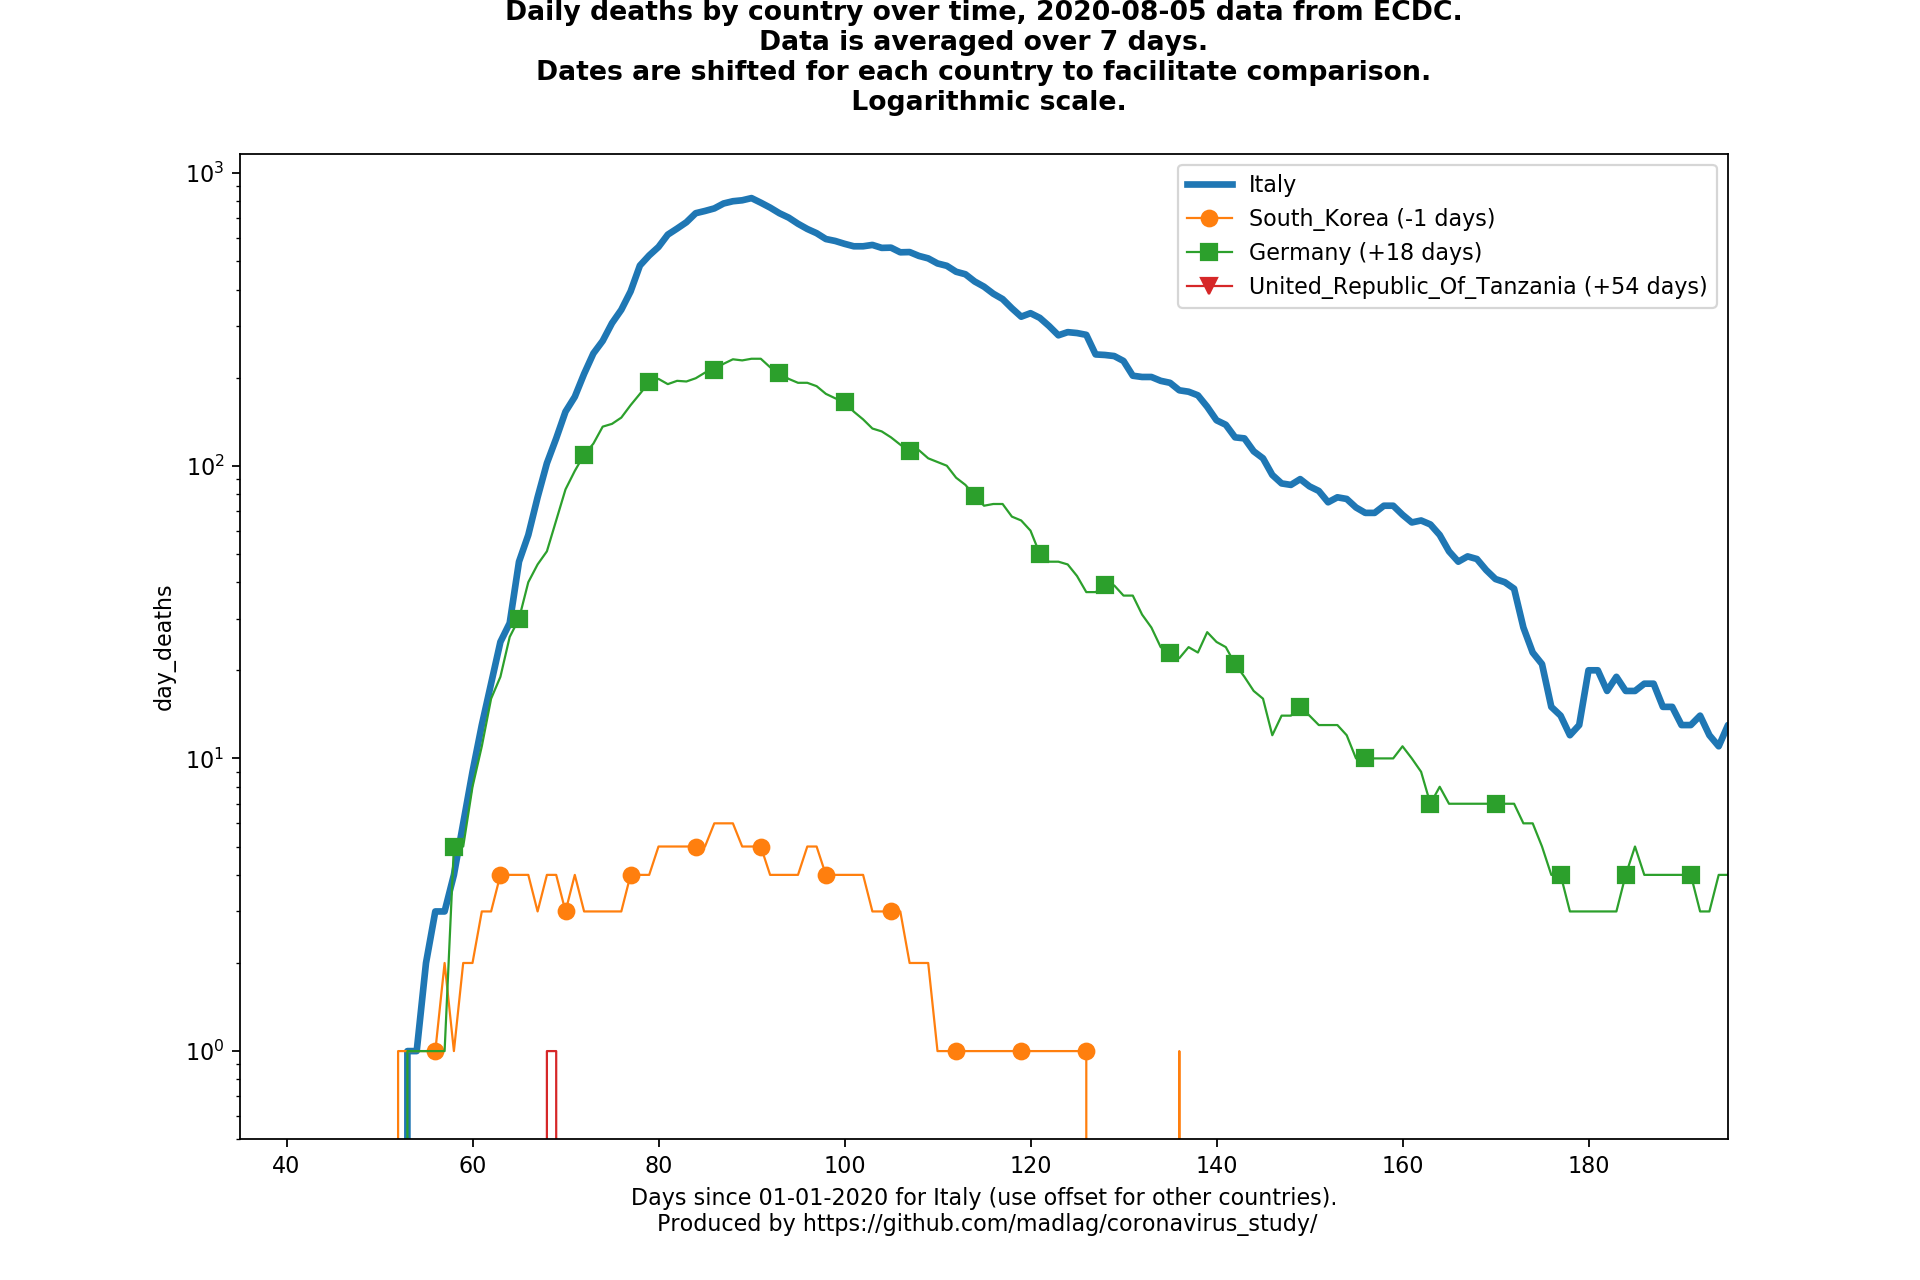 Daily deaths by country over time, 2020-08-05 data from ECDC.
Data is averaged over 7 days.
Dates are shifted for each country to facilitate comparison.
Logarithmic scale.
10³
10²
10¹
10⁰
day_deaths
Italy
South_Korea (-1 days)
Germany (+18 days)
United_Republic_Of_Tanzania (+54 days)
40 60 80 100 120 140 160 180
Days since 01-01-2020 for Italy (use offset for other countries).
Produced by https://github.com/madlag/coronavirus_study/